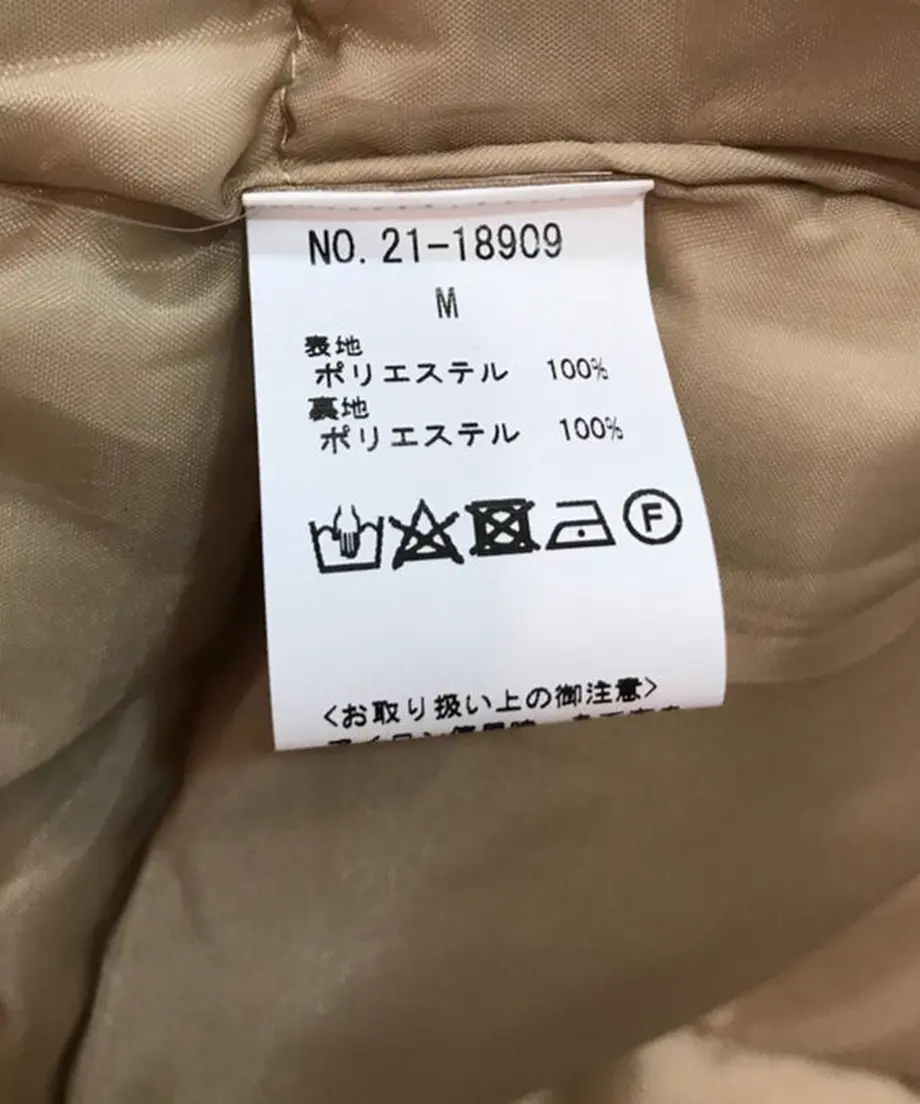 NO. 21-18909
M
表地
ポリエステル 100%
裏地
ポリエステル 100%
F
<お取り扱い上の御注意>